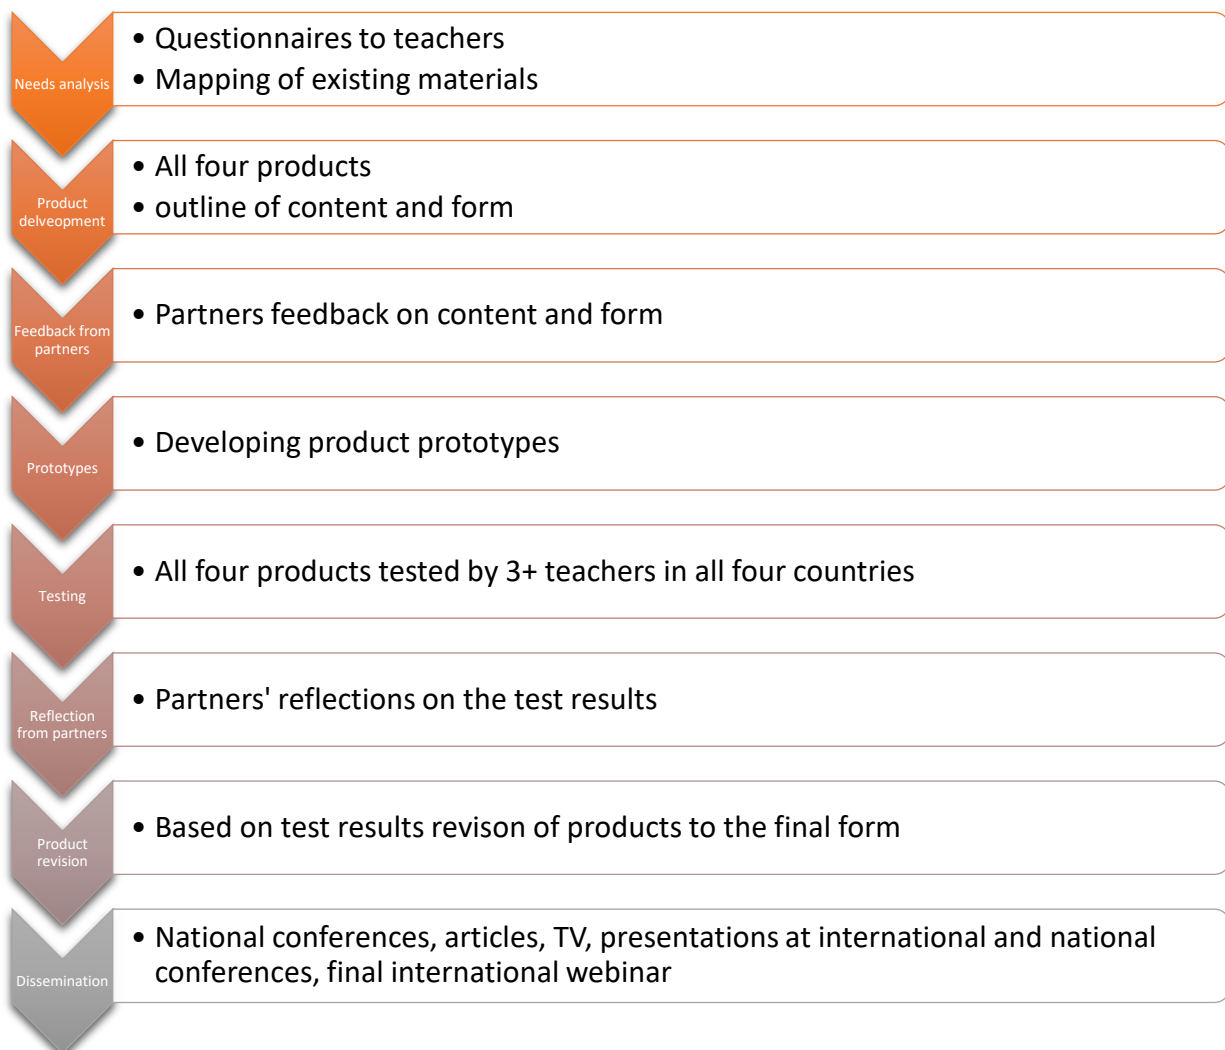 Needs analysis
• Questionnaires to teachers
• Mapping of existing materials
Product
delveopment
• All four products
• outline of content and form
Feedback from
partners
• Partners feedback on content and form
Prototypes
• Developing product prototypes
Testing
• All four products tested by 3+ teachers in all four countries
Reflection
from partners
• Partners' reflections on the test results
Product
revision
• Based on test results revison of products to the final form
Dissemination
• National conferences, articles, TV, presentations at international and national
conferences, final international webinar